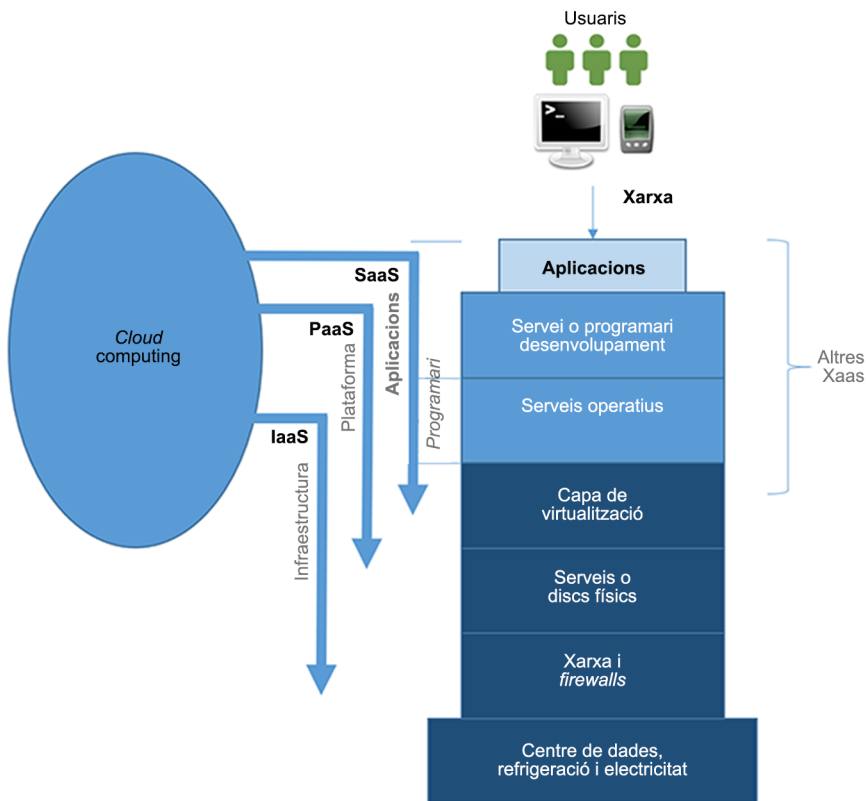 Usuaris
>_
Xarxa
Aplicacions
SaaS
Aplicacions
PaaS
Plataforma
Programari
IaaS
Infraestructura
Cloud
computing
Servei o programari
desenvolupament
Serveis operatius
Altres
Xaas
Capa de
virtualització
Serveis o
discs físics
Xarxa i
firewalls
Centre de dades,
refrigeració i electricitat